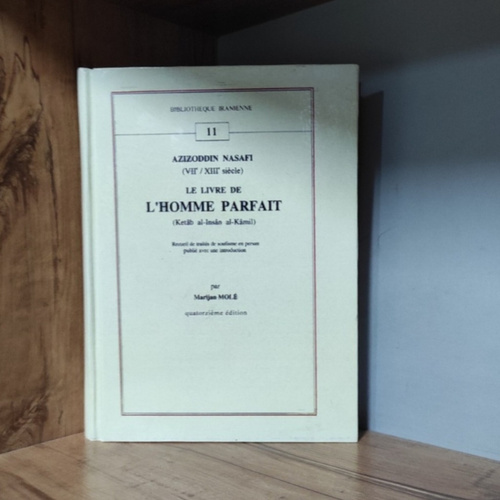 BIBLIOTHEQUE IRANIENNE
11
AZIZODDIN NASAFI
(VIIᵉ / XIIIᵉ siècle)
LE LIVRE DE
L'HOMME PARFAIT
(Ketâb al-Insân al-Kâmil)
Recueil de traités de soufisme en persan
publié avec une introduction
par
Marijan MOLÉ
quatorzième édition